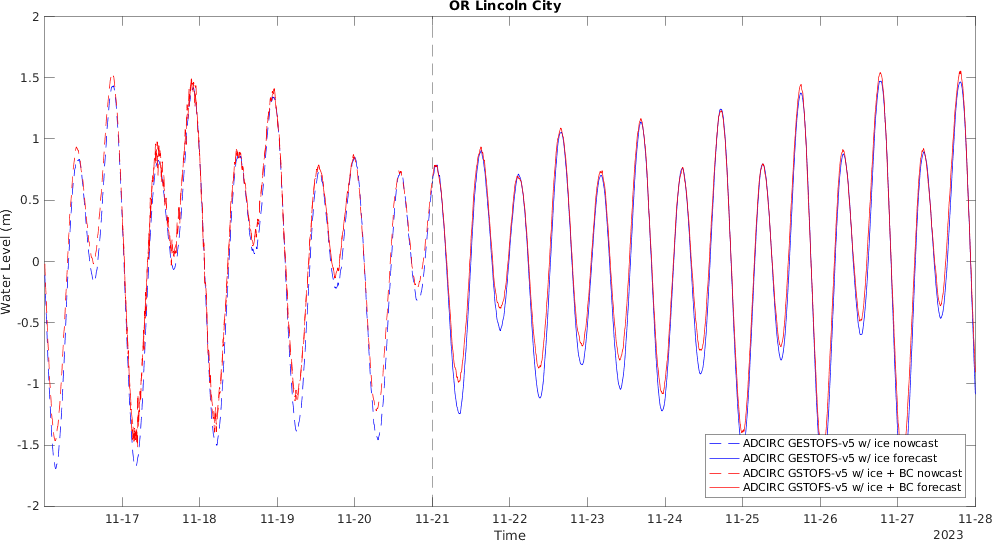 OR Lincoln City
2
1.5
1
0.5
0
-0.5
-1
-1.5
-2
Water Level (m)
ADCIRC GESTOFS-v5 w/ ice nowcast
ADCIRC GESTOFS-v5 w/ ice forecast
ADCIRC GSTOFS-v5 w/ ice + BC nowcast
ADCIRC GSTOFS-v5 w/ ice + BC forecast
11-17 11-18 11-19 11-20 11-21 11-22 11-23 11-24 11-25 11-26 11-27 11-28
Time
2023